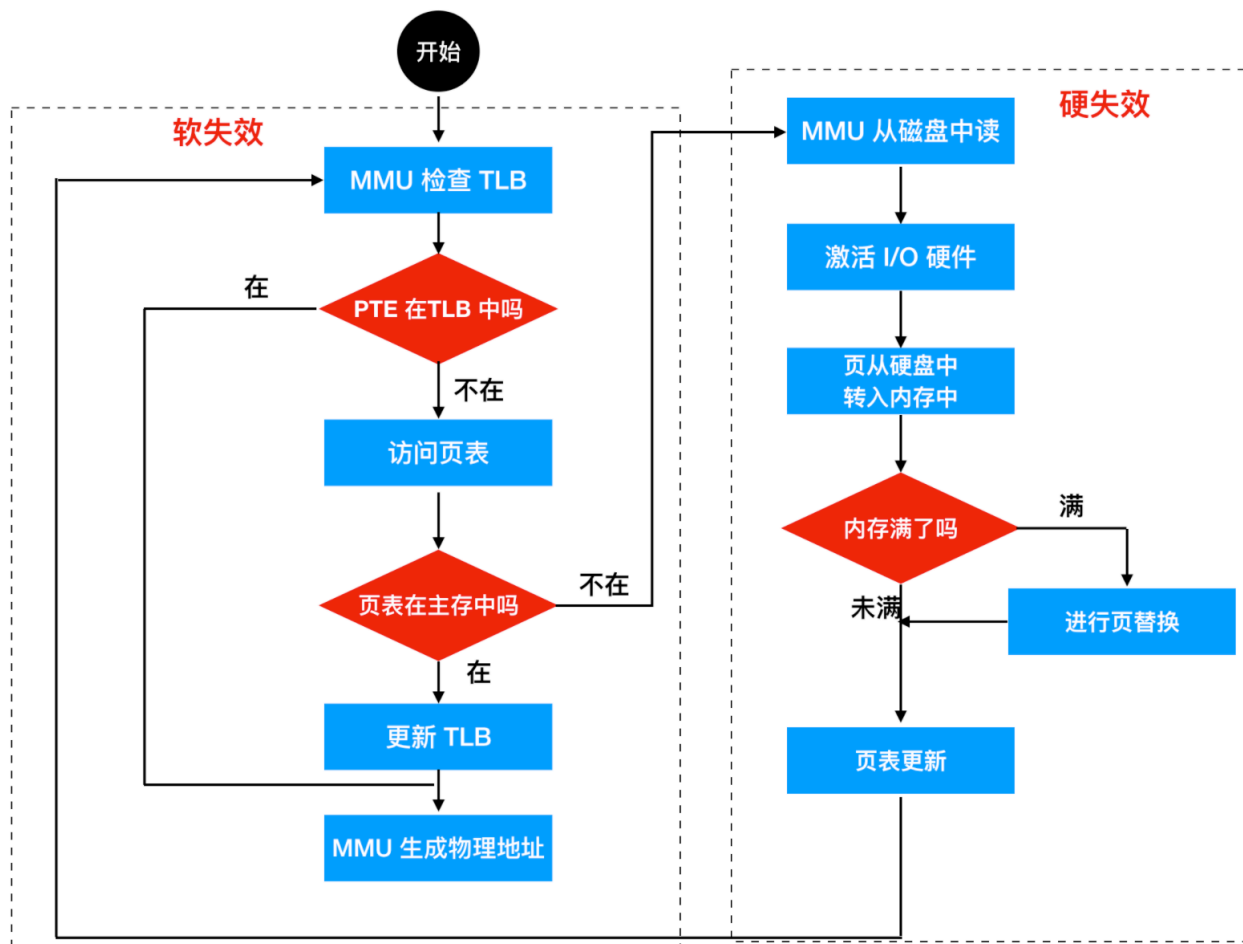 开始
软失效
MMU 检查 TLB
在
PTE 在TLB 中吗
不在
访问页表
页表在主存中吗
不在
在
更新 TLB
MMU 生成物理地址
硬失效
MMU 从磁盘中读
激活 I/O 硬件
页从硬盘中
转入内存中
内存满了吗
满
未满
进行页替换
页表更新